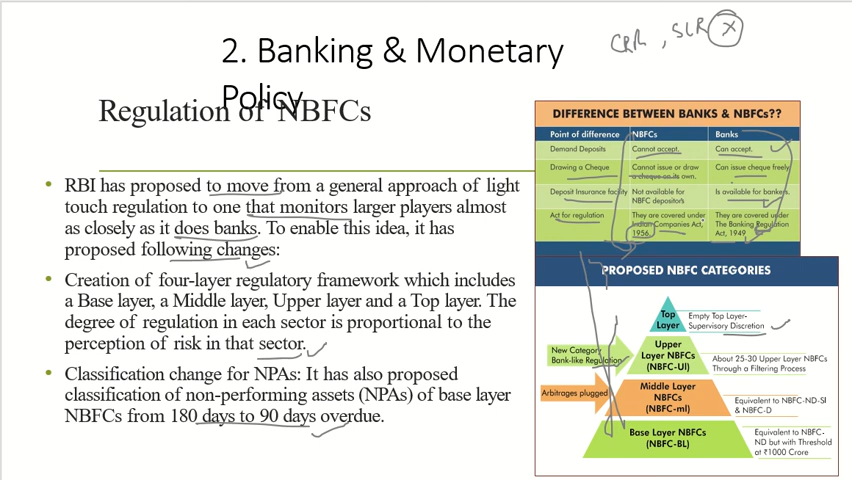 CRR, SLR X
2. Banking & Monetary
Policy
Regulation of NBFCs
• RBI has proposed to move from a general approach of light
touch regulation to one that monitors larger players almost
as closely as it does banks. To enable this idea, it has
proposed following changes:
• Creation of four-layer regulatory framework which includes
a Base layer, a Middle layer, Upper layer and a Top layer. The
degree of regulation in each sector is proportional to the
perception of risk in that sector.
• Classification change for NPAs: It has also proposed
classification of non-performing assets (NPAs) of base layer
NBFCs from 180 days to 90 days overdue.
DIFFERENCE BETWEEN BANKS & NBFCs??
Point of difference NBFCs Banks
Demand Deposits Cannot accept. Can accept.
Drawing a Cheque Cannot issue or draw Can issue cheque freely
a cheque on its own.
Deposit Insurance facility Not available for Is available for bankers.
NBFC depositors
Act for regulation They are covered under They are covered under
Indian Companies Act, The Banking Regulation
1956. Act, 1949
PROPOSED NBFC CATEGORIES
Top
Layer
Empty Top Layer-
Supervisory Discretion
New Category
Bank-like Regulation
Upper
Layer NBFCs
(NBFC-Ul)
About 25-30 Upper Layer NBFCs
Through a Filtering Process
Arbitrages plugged
Middle Layer
NBFCs
(NBFC-ml)
Equivalent to NBFC-ND-SI
& NBFC-D
Base Layer NBFCs
(NBFC-BL)
Equivalent to NBFC-
ND but with Threshold
at ₹1000 Crore